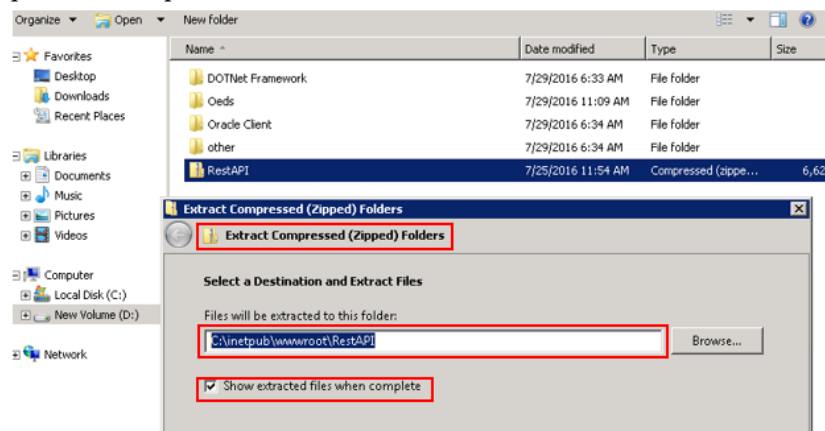 Organize Open New folder
Name Date modified Type Size
Favorites
Desktop
Downloads
Recent Places
Libraries
Documents
Music
Pictures
Videos
Computer
Local Disk (C:)
New Volume (D:)
Network
DOTNet Framework 7/29/2016 6:33 AM File folder
Oeds 7/29/2016 11:09 AM File folder
Oracle Client 7/29/2016 6:34 AM File folder
other 7/29/2016 6:34 AM File folder
RestAPI 7/25/2016 11:54 AM Compressed (zippe... 6,62
Extract Compressed (Zipped) Folders
Extract Compressed (Zipped) Folders
Select a Destination and Extract Files
Files will be extracted to this folder:
C:\inetpub\wwwroot\RestAPI Browse...
Show extracted files when complete